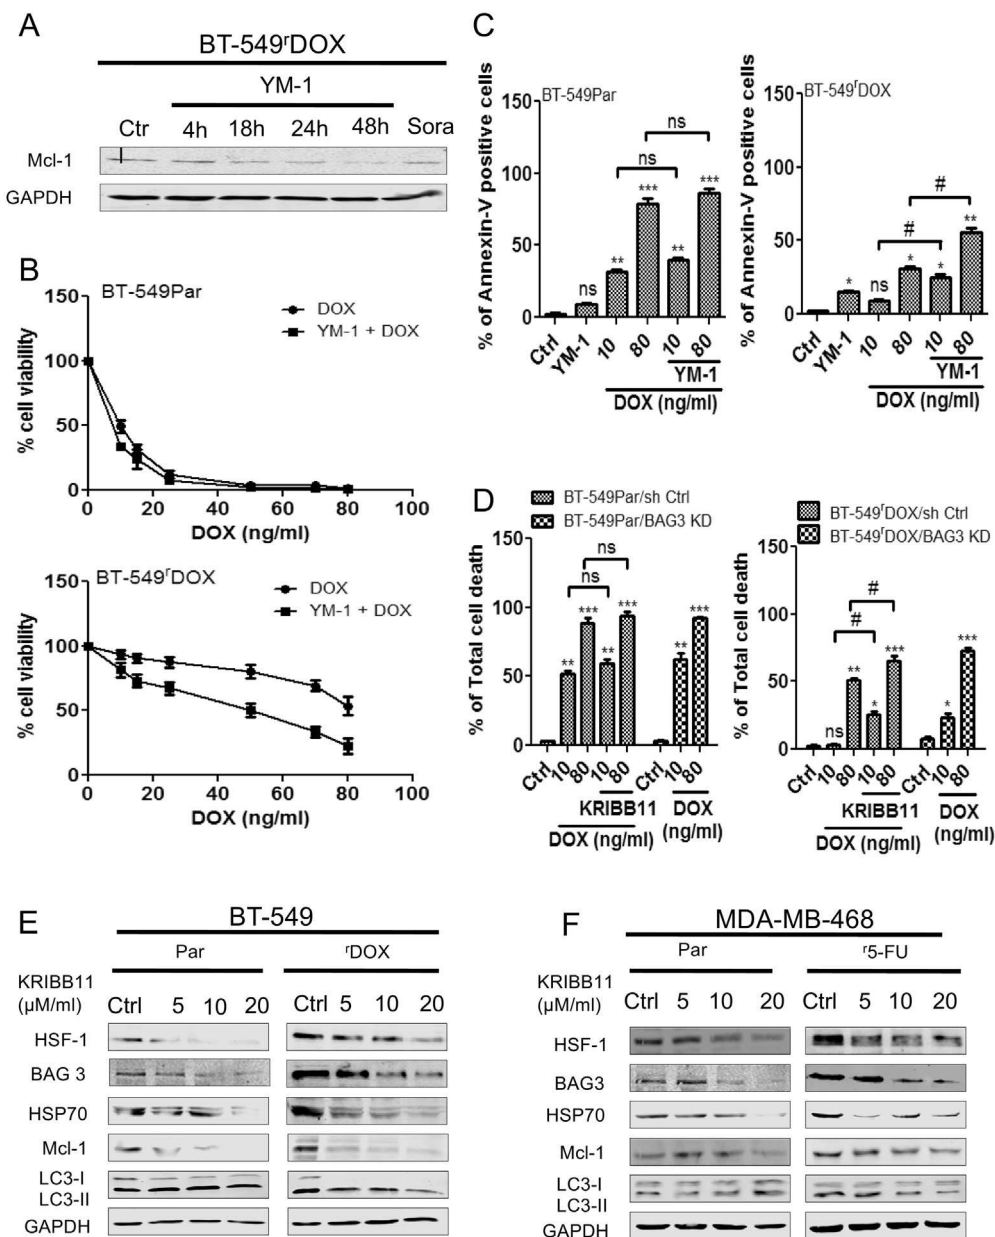 A
BT-549ʳDOX
YM-1
Ctr 4h 18h 24h 48h Sora
Mcl-1
GAPDH
B
150
100
50
0
% cell viability
BT-549Par
DOX
YM-1 + DOX
0 20 40 60 80 100
DOX (ng/ml)
150
100
50
0
% cell viability
BT-549ʳDOX
DOX
YM-1 + DOX
0 20 40 60 80 100
DOX (ng/ml)
C
% of Annexin-V positive cells
150
100
50
0
BT-549Par
ns
ns
ns ** *** ** ***
Ctrl YM-1 10 80 10 80
YM-1
DOX (ng/ml)
% of Annexin-V positive cells
150
100
50
0
BT-549ʳDOX
#
#
* ns * * **
Ctrl YM-1 10 80 10 80
YM-1
DOX (ng/ml)
D
BT-549Par/sh Ctrl
BT-549Par/BAG3 KD
% of Total cell death
150
100
50
0
ns
ns
** *** ** *** ** ***
Ctrl 10 80 10 80 Ctrl 10 80
KRIBB11 DOX
DOX (ng/ml) (ng/ml)
BT-549ʳDOX/sh Ctrl
BT-549ʳDOX/BAG3 KD
% of Total cell death
150
100
50
0
#
#
ns ** * *** * ***
Ctrl 10 80 10 80 Ctrl 10 80
KRIBB11 DOX
DOX (ng/ml) (ng/ml)
E
BT-549
Par ʳDOX
KRIBB11
(µM/ml)
Ctrl 5 10 20 Ctrl 5 10 20
HSF-1
BAG 3
HSP70
Mcl-1
LC3-I
LC3-II
GAPDH
F
MDA-MB-468
Par ʳ5-FU
KRIBB11
(µM/ml)
Ctrl 5 10 20 Ctrl 5 10 20
HSF-1
BAG3
HSP70
Mcl-1
LC3-I
LC3-II
GAPDH